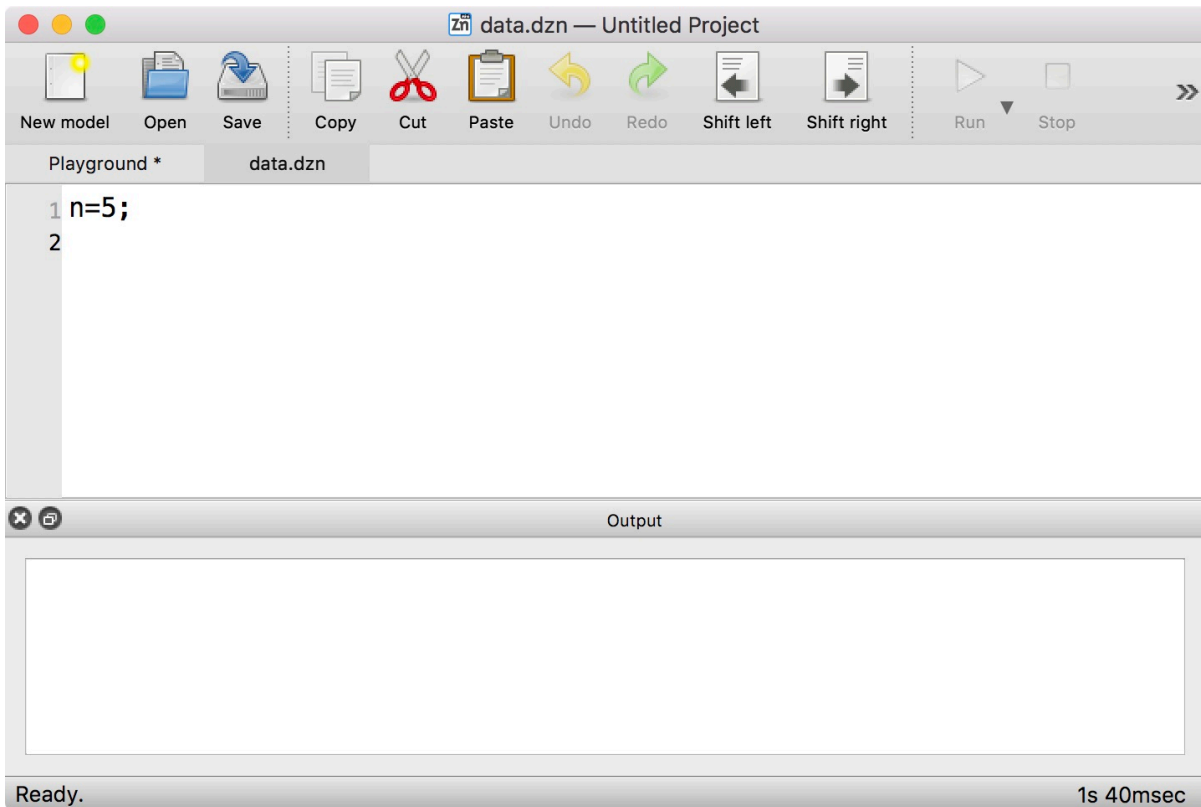 Zn data.dzn — Untitled Project
New model Open Save Copy Cut Paste Undo Redo Shift left Shift right Run Stop »
Playground * data.dzn
1 n=5;
2
Output
Ready. 1s 40msec